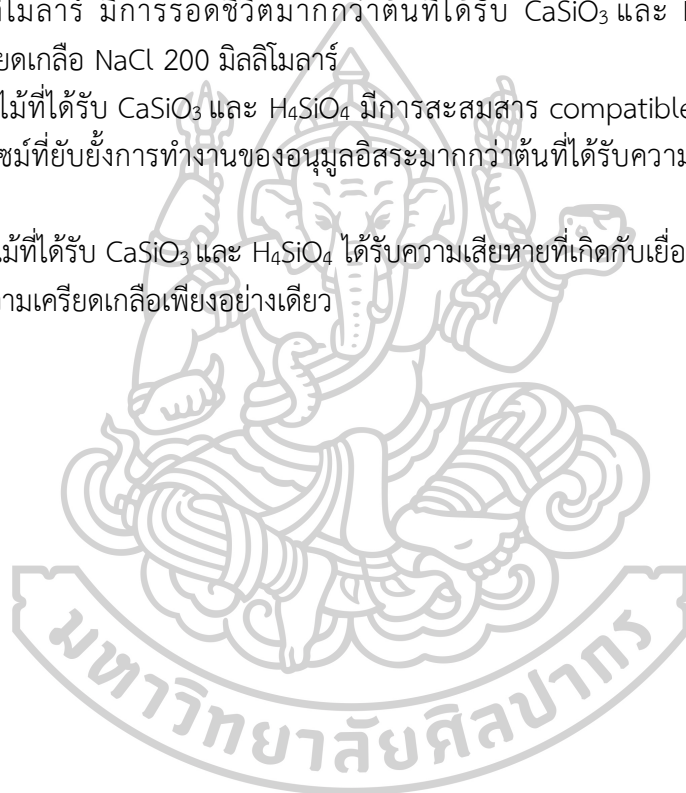 ลิโมลาร์ มีการรอดชีวิตมากกว่าต้นที่ได้รับ CaSiO₃ และ
ยดเกลือ NaCl 200 มิลลิโมลาร์
ไม้ที่ได้รับ CaSiO₃ และ H₄SiO₄ มีการสะสมสาร compatible
ซม์ที่ยับยั้งการทำงานของอนุมูลอิสระมากกว่าต้นที่ได้รับความ
ม้ที่ได้รับ CaSiO₃ และ H₄SiO₄ ได้รับความเสียหายที่เกิดกับเยื่อ
ามเครียดเกลือเพียงอย่างเดียว
มหาวิทยาลัยศิลปากร